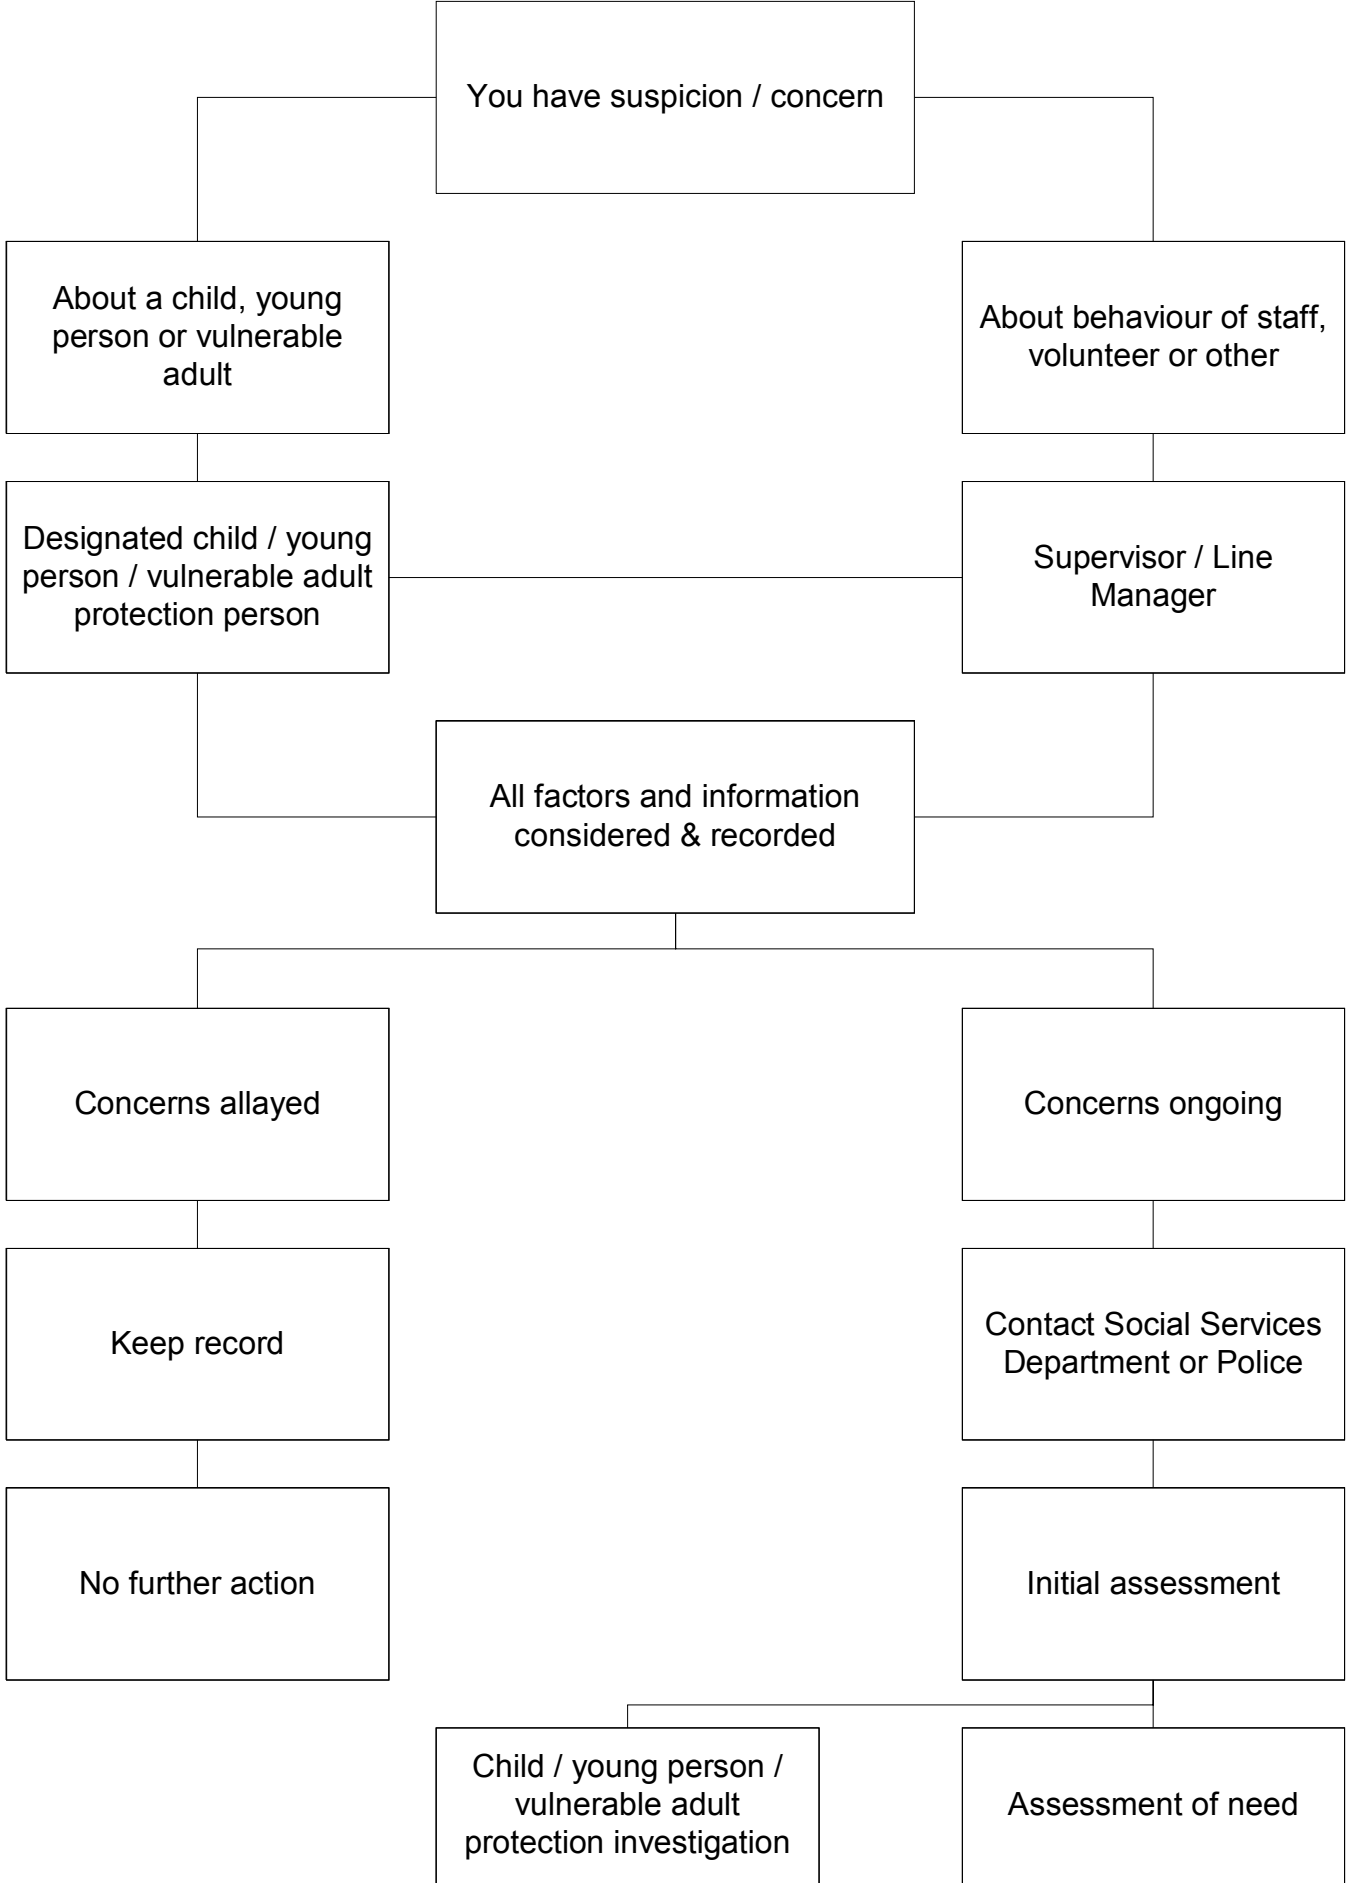 You have suspicion / concern
About a child, young
person or vulnerable
adult
About behaviour of staff,
volunteer or other
Designated child / young
person / vulnerable adult
protection person
Supervisor / Line
Manager
All factors and information
considered & recorded
Concerns allayed
Concerns ongoing
Keep record
Contact Social Services
Department or Police
No further action
Initial assessment
Child / young person /
vulnerable adult
protection investigation
Assessment of need